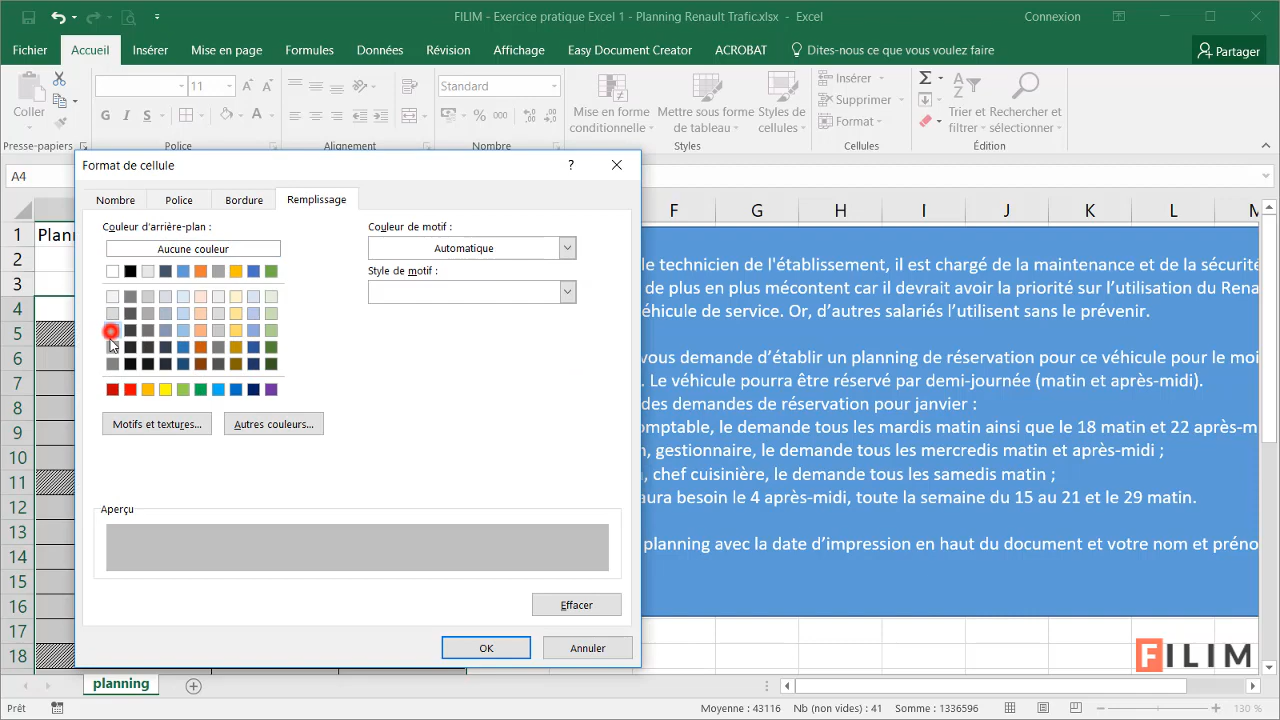 FILIM - Exercice pratique Excel 1 - Planning Renault Trafic.xlsx - Excel
Connexion
Fichier Accueil Insérer Mise en page Formules Données Révision Affichage Easy Document Creator ACROBAT Dites-nous ce que vous voulez faire Partager
Coller
11
Standard
Mise en forme conditionnelle
Mettre sous forme de tableau
Styles de cellules
Insérer
Supprimer
Format
Trier et filtrer
Rechercher et sélectionner
G I S
% 000
Presse-papiers Police Alignement Nombre Styles Cellules Édition
A4
Format de cellule
?
Nombre Police Bordure Remplissage
Couleur d'arrière-plan :
Aucune couleur
Couleur de motif :
Automatique
Style de motif :
Motifs et textures...
Autres couleurs...
Aperçu
Effacer
OK
Annuler
F G H I J K L M
1 Plann
2
3
4
5
8
9
10
11
12
13
14
15
16
17
18
le technicien de l'établissement, il est chargé de la maintenance et de la sécurité
de plus en plus mécontent car il devrait avoir la priorité sur l'utilisation du Rena
éhicule de service. Or, d'autres salariés l'utilisent sans le prévenir.
vous demande d'établir un planning de réservation pour ce véhicule pour le moi
. Le véhicule pourra être réservé par demi-journée (matin et après-midi).
des demandes de réservation pour janvier :
omptable, le demande tous les mardis matin ainsi que le 18 matin et 22 après-m
n, gestionnaire, le demande tous les mercredis matin et après-midi ;
, chef cuisinière, le demande tous les samedis matin ;
aura besoin le 4 après-midi, toute la semaine du 15 au 21 et le 29 matin.
planning avec la date d'impression en haut du document et votre nom et préno
FILIM
planning
Prêt
Moyenne : 43116 Nb (non vides) : 41 Somme : 1336596
130 %